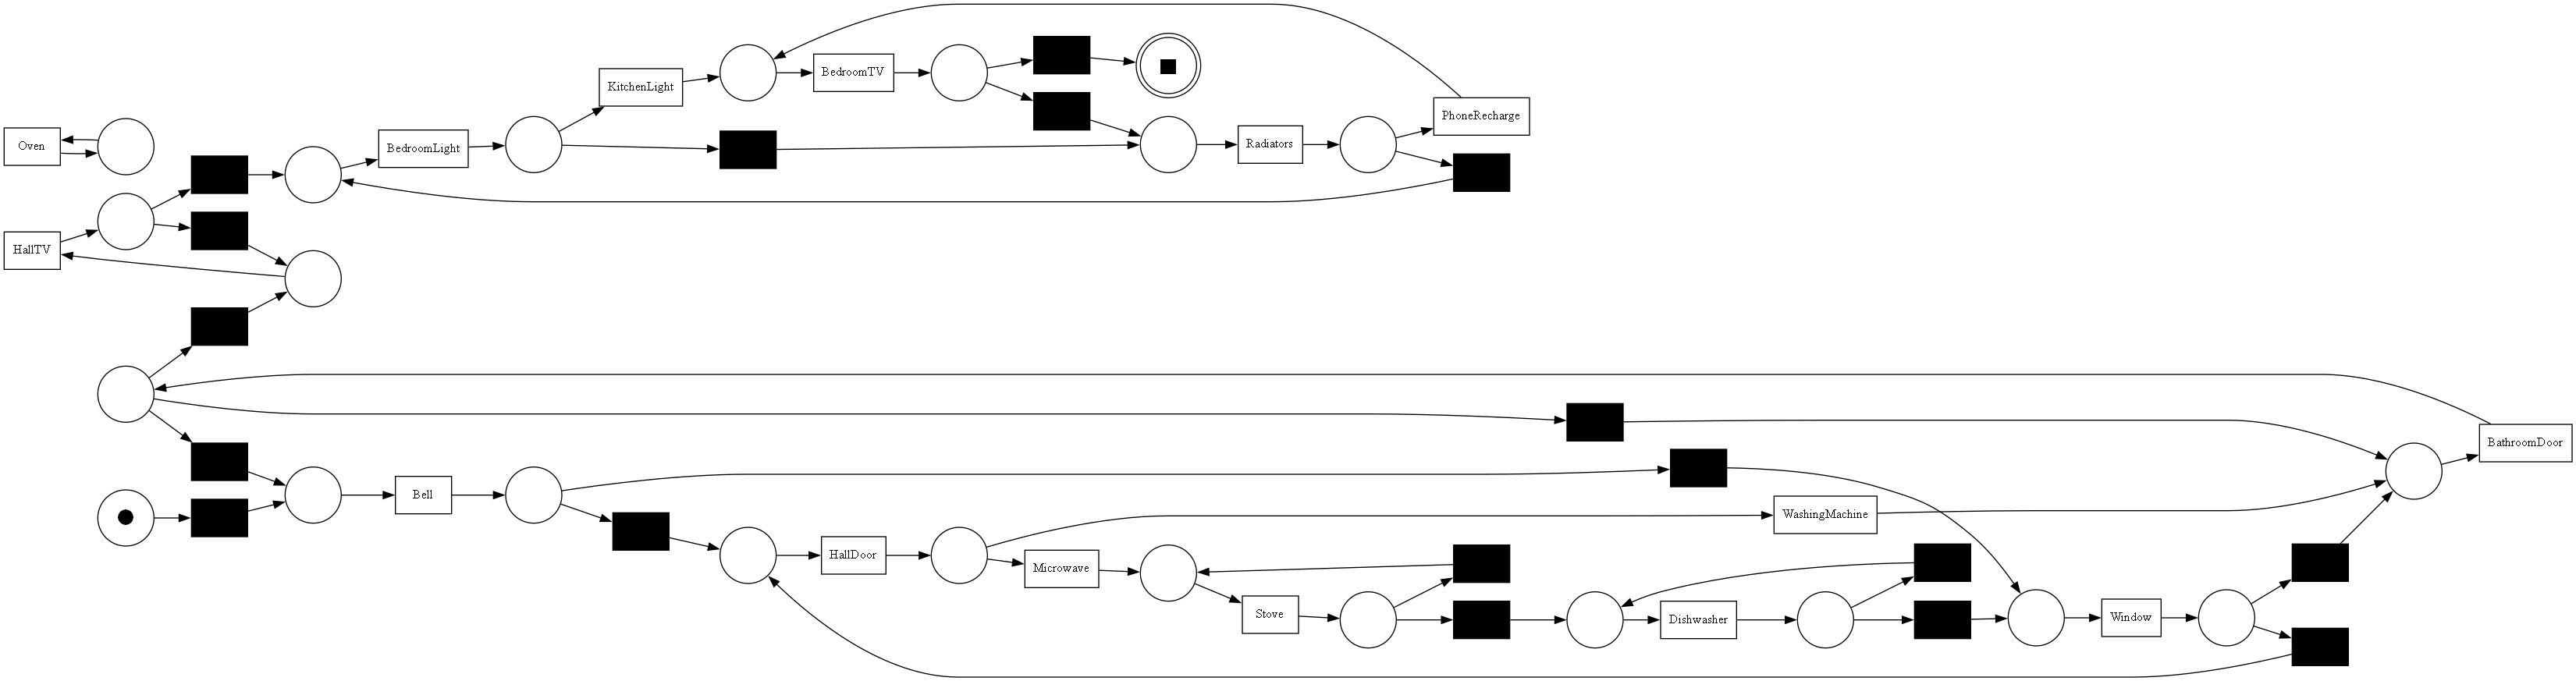 KitchenLight
BedroomTV
PhoneRecharge
Oven
BedroomLight
Radiators
HallTV
BathroomDoor
Bell
WashingMachine
HallDoor
Microwave
Stove
Dishwasher
Window